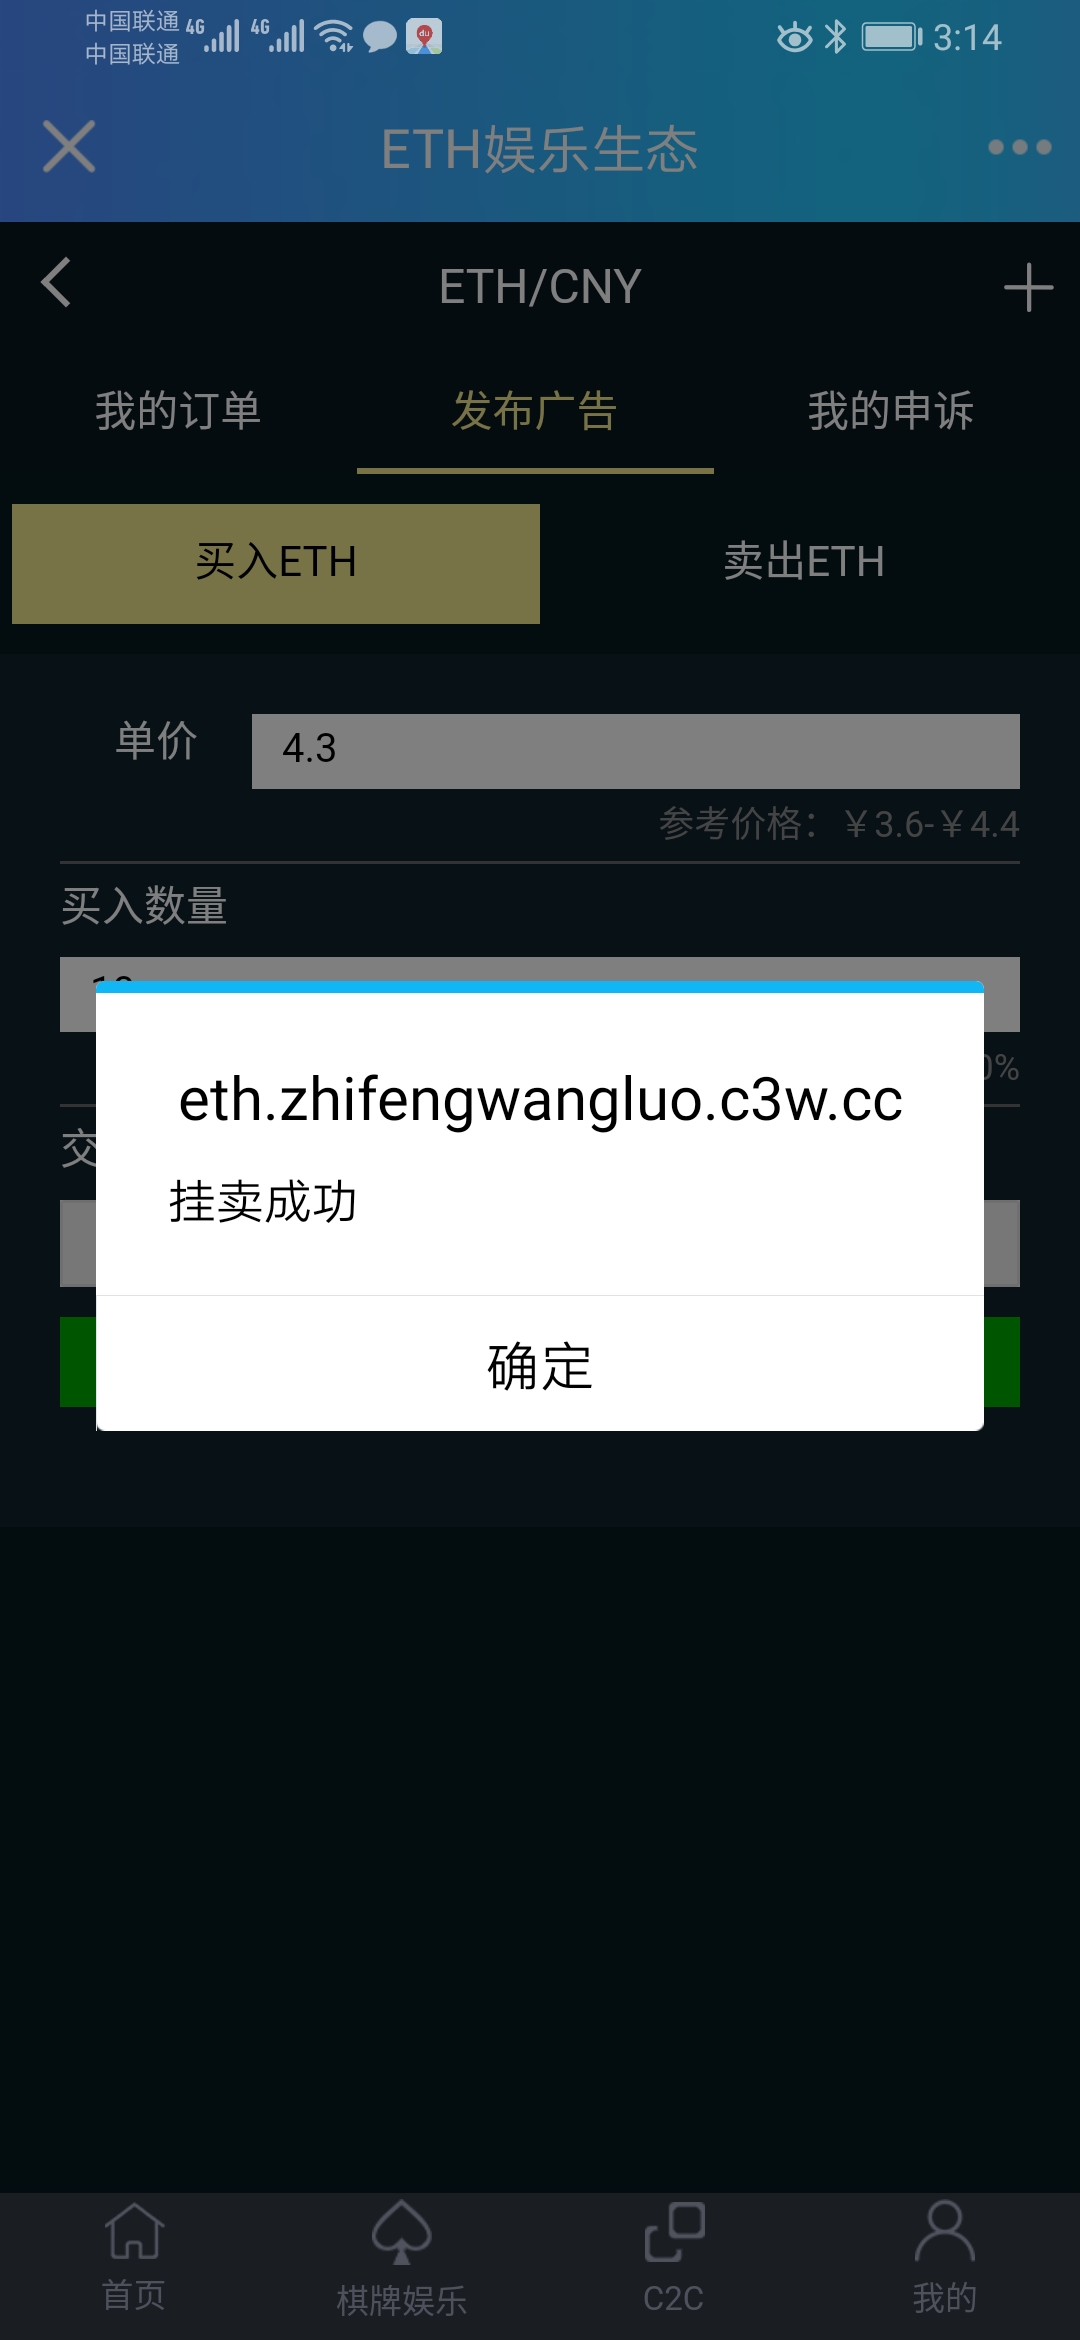 中国联通 4G 4G 3:14
中国联通
ETH娱乐生态
ETH/CNY
我的订单 发布广告 我的申诉
买入ETH 卖出ETH
单价 4.3
参考价格：￥3.6-￥4.4
买入数量
0%
交
eth.zhifengwangluo.c3w.cc
挂卖成功
确定
首页 棋牌娱乐 C2C 我的